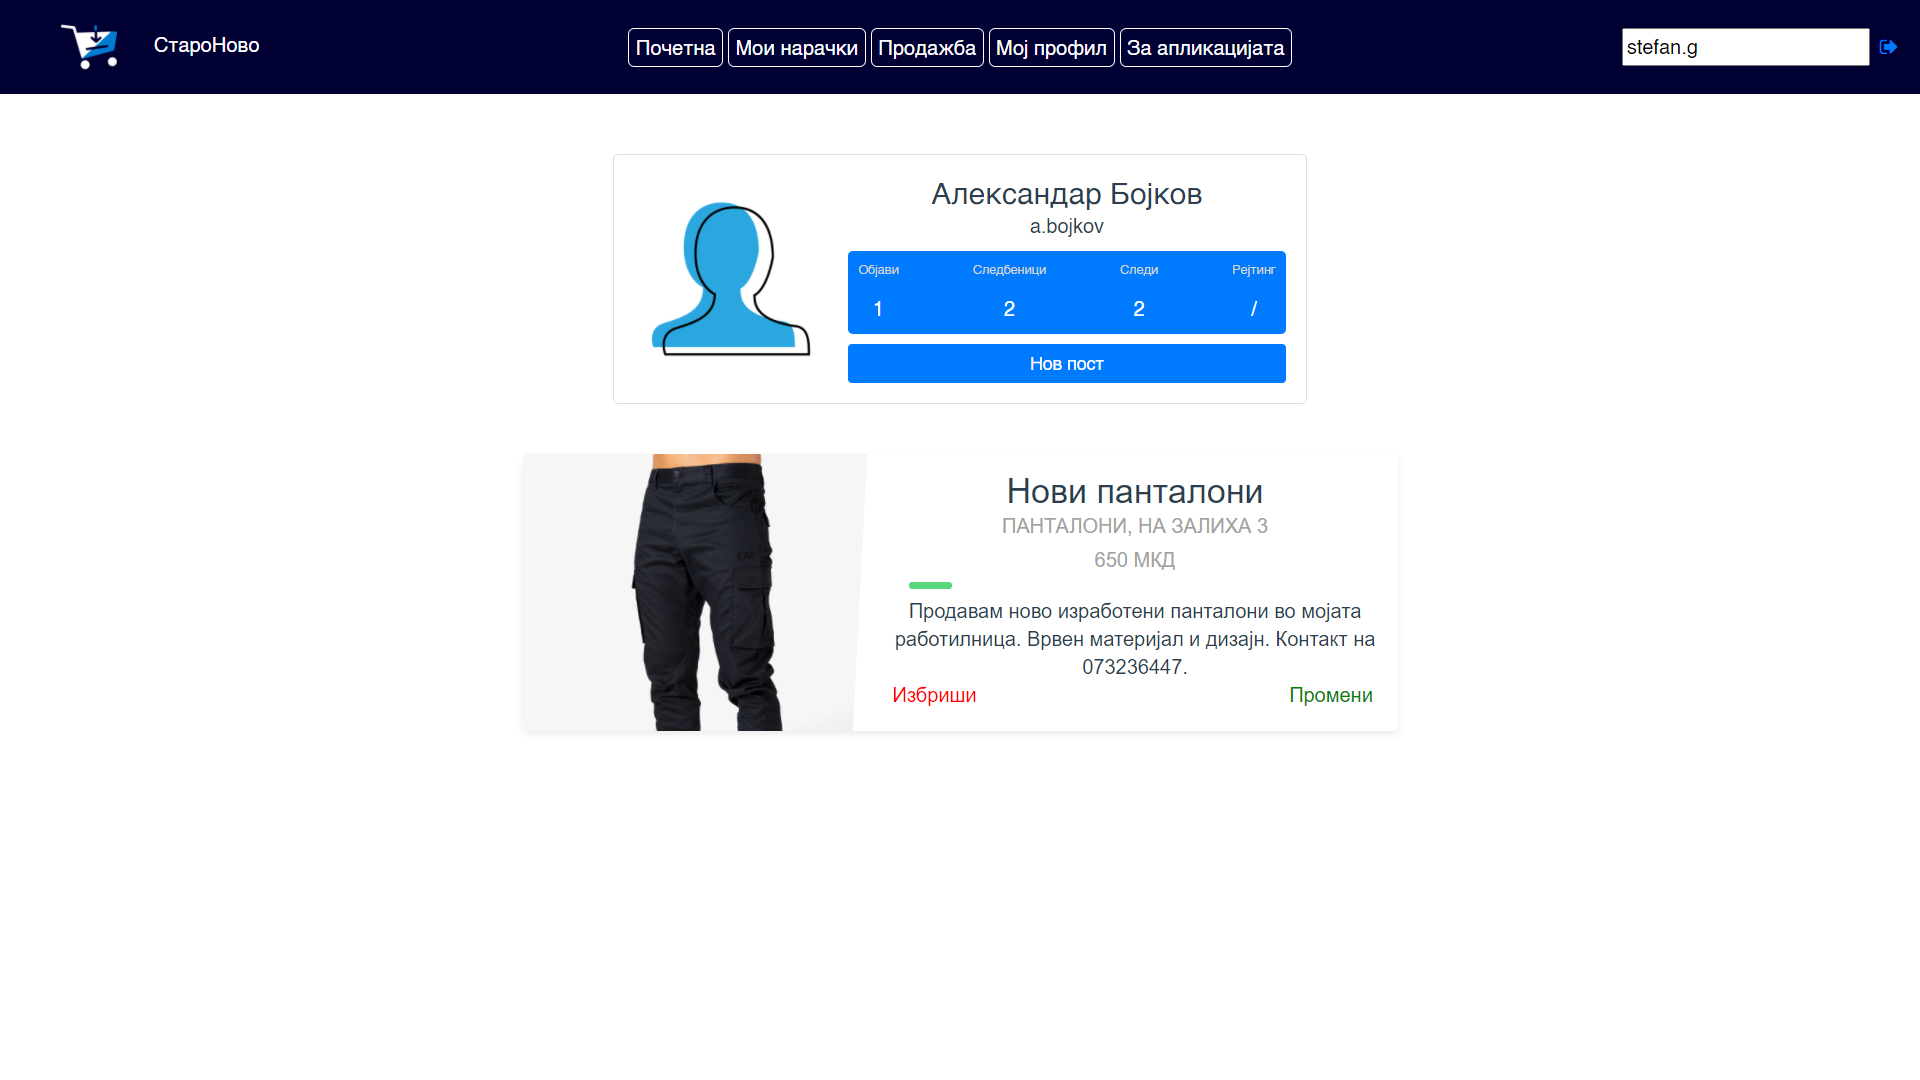 СтароНово
Почетна
Мои нарачки
Продажба
Мој профил
За апликацијата
stefan.g
Александар Бојков
a.bojkov
Објави
Следбеници
Следи
Рејтинг
1
2
2
/
Нов пост
Нови панталони
ПАНТАЛОНИ, НА ЗАЛИХА 3
650 МКД
Продавам ново изработени панталони во мојата
работилница. Врвен материјал и дизајн. Контакт на
073236447.
Избриши
Промени